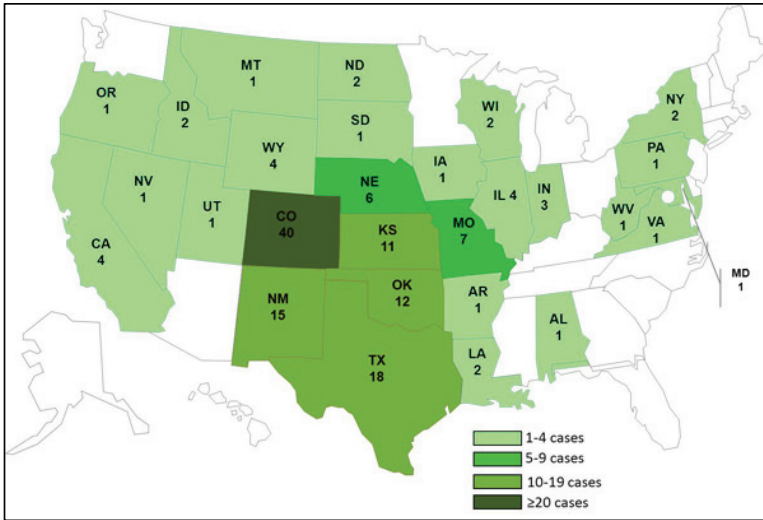 MT
1
ND
2
OR
1
ID
2
WI
2
NY
2
SD
1
WY
4
PA
1
IA
1
NE
6
NV
1
IL 4
IN
3
UT
1
WV
1
VA
1
CO
40
KS
11
MO
7
CA
4
MD
1
OK
12
AR
1
NM
15
AL
1
LA
2
TX
18
1-4 cases
5-9 cases
10-19 cases
≥20 cases